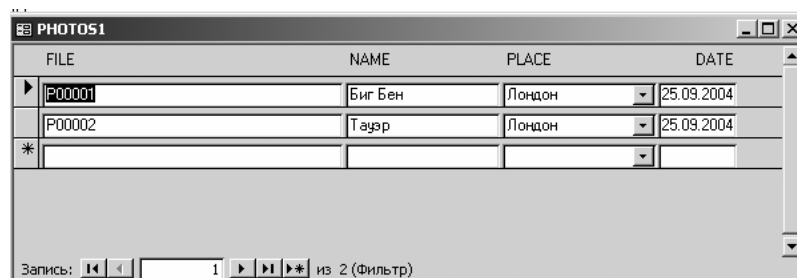 PHOTOS1
FILE NAME PLACE DATE
P00001 Биг Бен Лондон 25.09.2004
P00002 Тауэр Лондон 25.09.2004
Запись: 1 из 2 (Фильтр)